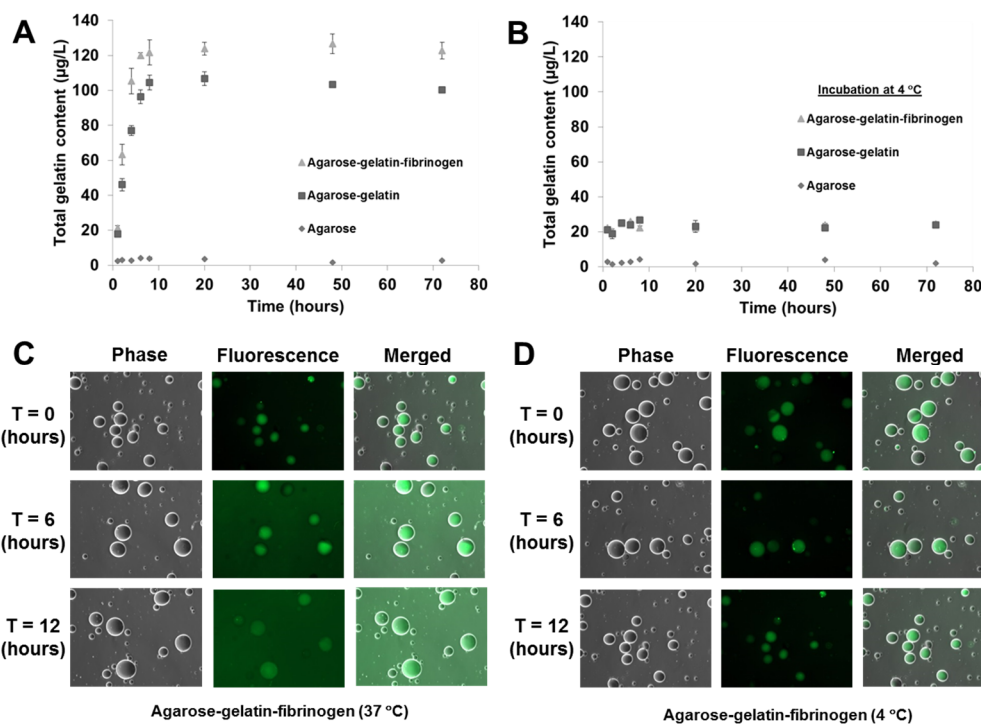 A
Total gelatin content (µg/L)
140
120
100
80
60
40
20
0
0 10 20 30 40 50 60 70 80
Time (hours)
Agarose-gelatin-fibrinogen
Agarose-gelatin
Agarose
B
Total gelatin content (µg/L)
140
120
100
80
60
40
20
0
0 10 20 30 40 50 60 70 80
Time (hours)
Incubation at 4 °C
Agarose-gelatin-fibrinogen
Agarose-gelatin
Agarose
C
Phase Fluorescence Merged
T = 0
(hours)
T = 6
(hours)
T = 12
(hours)
Agarose-gelatin-fibrinogen (37 °C)
D
Phase Fluorescence Merged
T = 0
(hours)
T = 6
(hours)
T = 12
(hours)
Agarose-gelatin-fibrinogen (4 °C)